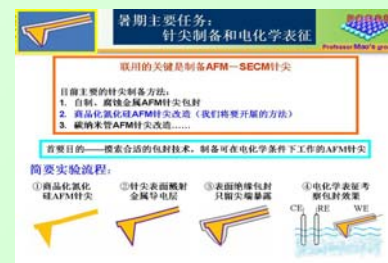 暑期主要任务：
针尖制备和电化学表征
Professor Mao's group
联用的关键是制备AFM－SECM针尖
目前主要的针尖制备方法：
1. 自制、腐蚀金属AFM针尖包封
2. 商品化氮化硅AFM针尖改造（我们将要开展的方法）
3. 碳纳米管AFM针尖改造……
首要目的——摸索合适的包封技术，制备可在电化学条件下工作的AFM针尖
简要实验流程：
①商品化氮化
硅AFM针尖
②针尖表面溅射
金属导电层
③表面绝缘包封
只留尖端暴露
④电化学表征考
察包封效果
CE RE WE